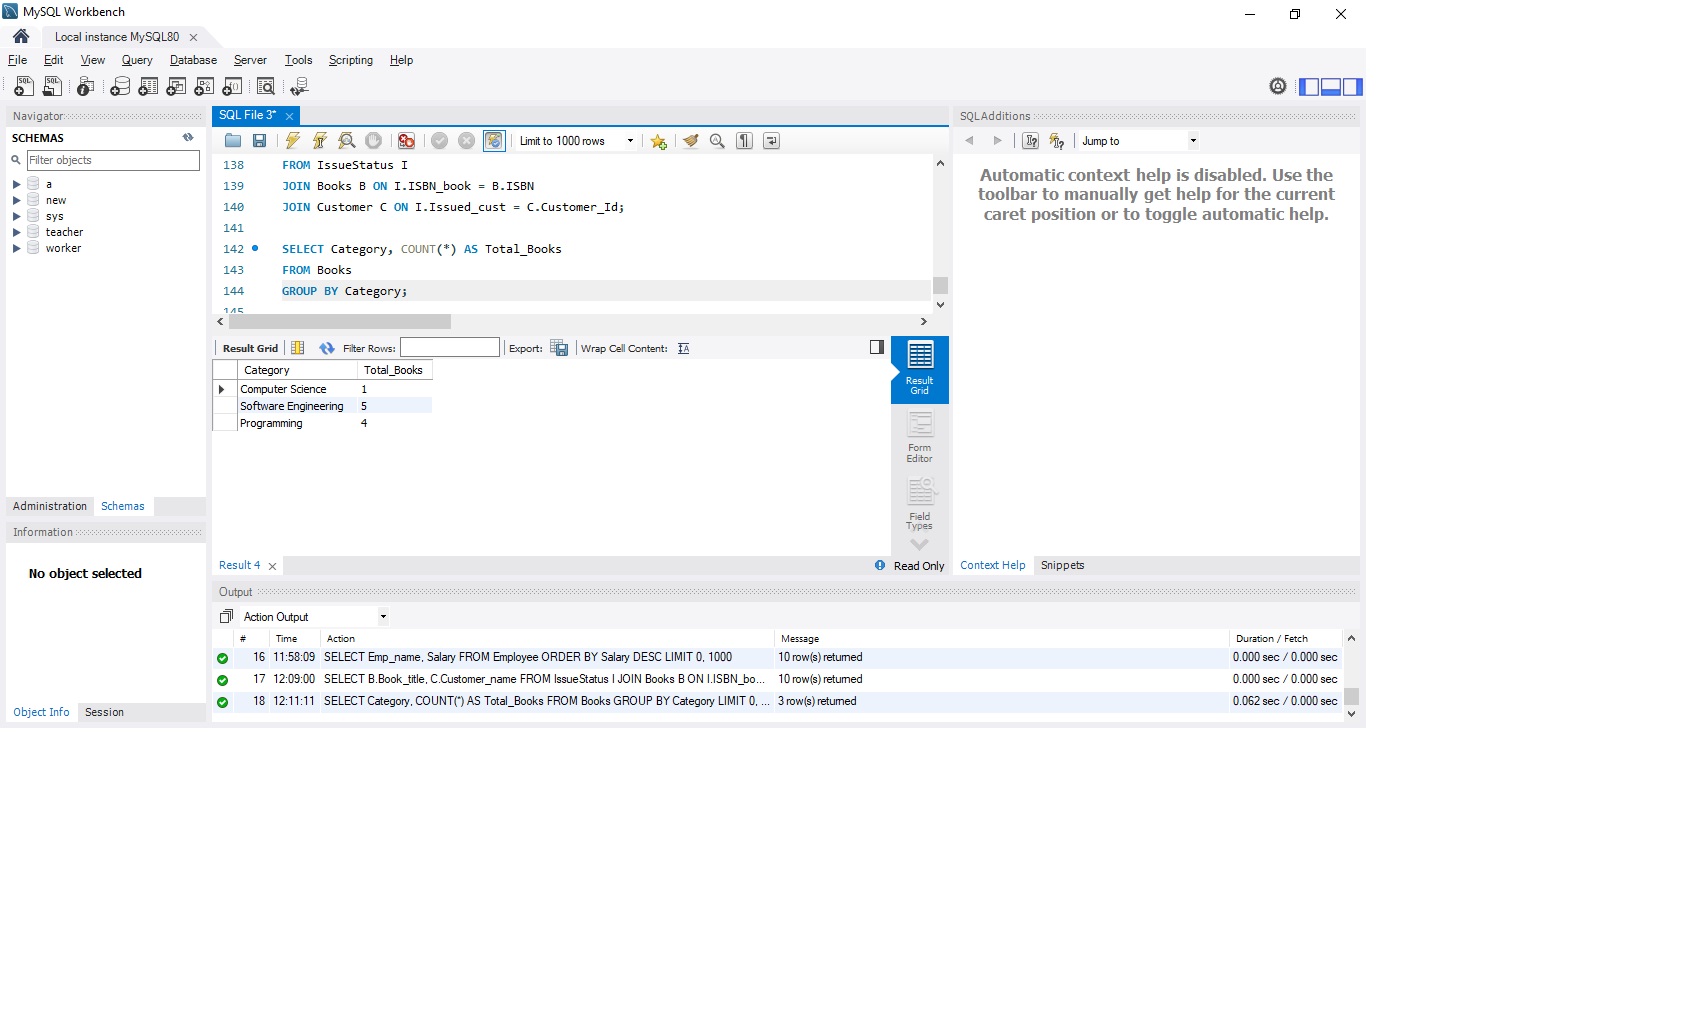 MySQL Workbench
Local instance MySQL80
File Edit View Query Database Server Tools Scripting Help
Navigator
SCHEMAS
Filter objects
a
new
sys
teacher
worker
Administration Schemas
Information
No object selected
Object Info Session
SQL File 3*
Limit to 1000 rows
138 FROM IssueStatus I
139 JOIN Books B ON I.ISBN_book = B.ISBN
140 JOIN Customer C ON I.Issued_cust = C.Customer_Id;
141
142 SELECT Category, COUNT(*) AS Total_Books
143 FROM Books
144 GROUP BY Category;
145
Result Grid Filter Rows: Export: Wrap Cell Content:
Category Total_Books
Computer Science 1
Software Engineering 5
Programming 4
Result
Grid
Form
Editor
Field
Types
Result 4
Read Only
SQLAdditions
Jump to
Automatic context help is disabled. Use the
toolbar to manually get help for the current
caret position or to toggle automatic help.
Context Help Snippets
Output
Action Output
# Time Action Message Duration / Fetch
16 11:58:09 SELECT Emp_name, Salary FROM Employee ORDER BY Salary DESC LIMIT 0, 1000 10 row(s) returned 0.000 sec / 0.000 sec
17 12:09:00 SELECT B.Book_title, C.Customer_name FROM IssueStatus I JOIN Books B ON I.ISBN_bo... 10 row(s) returned 0.000 sec / 0.000 sec
18 12:11:11 SELECT Category, COUNT(*) AS Total_Books FROM Books GROUP BY Category LIMIT 0, ... 3 row(s) returned 0.062 sec / 0.000 sec